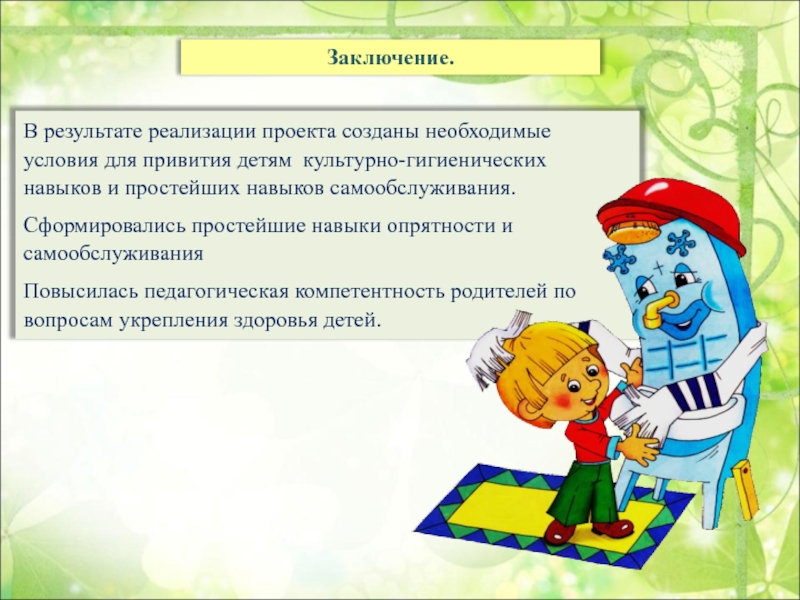 Заключение.
В результате реализации проекта созданы необходимые
условия для привития детям культурно-гигиенических
навыков и простейших навыков самообслуживания.
Сформировались простейшие навыки опрятности и
самообслуживания
Повысилась педагогическая компетентность родителей по
вопросам укрепления здоровья детей.